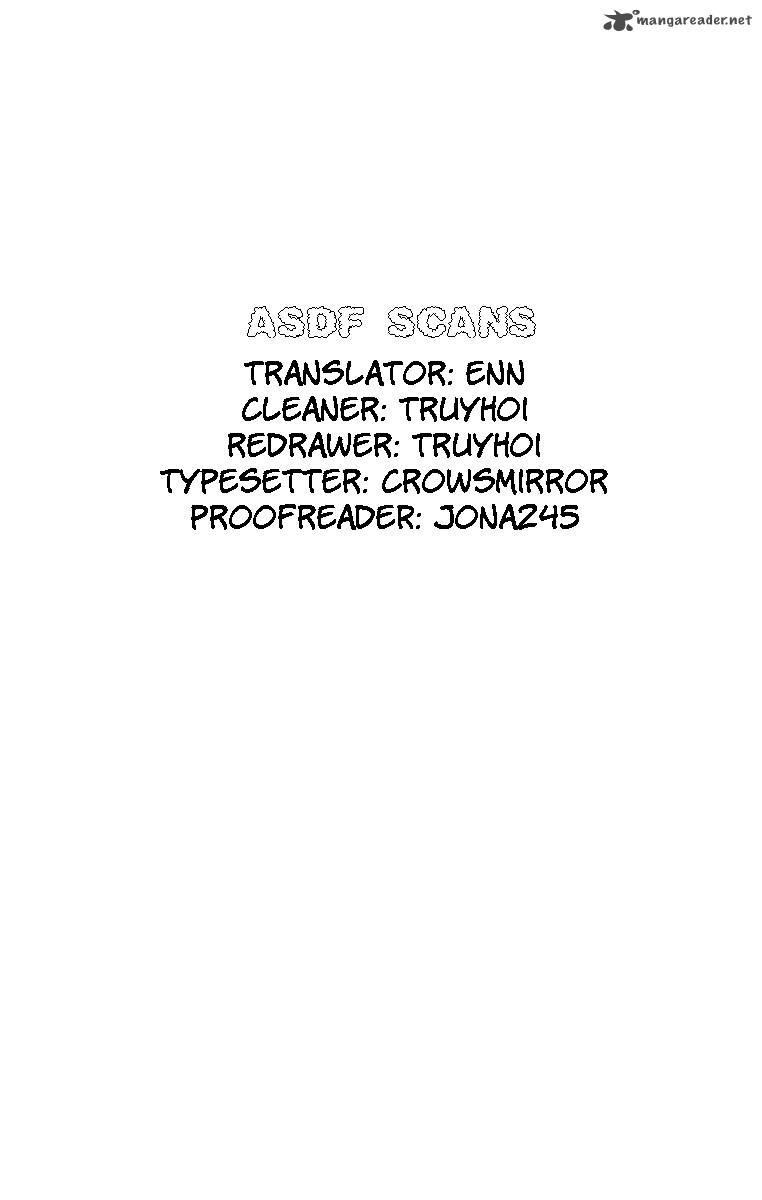 mangareader.net
ASDF SCANS
TRANSLATOR: ENN
CLEANER: TRUYHOI
REDRAWER: TRUYHOI
TYPESETTER: CROWSMIRROR
PROOFREADER: JONA245